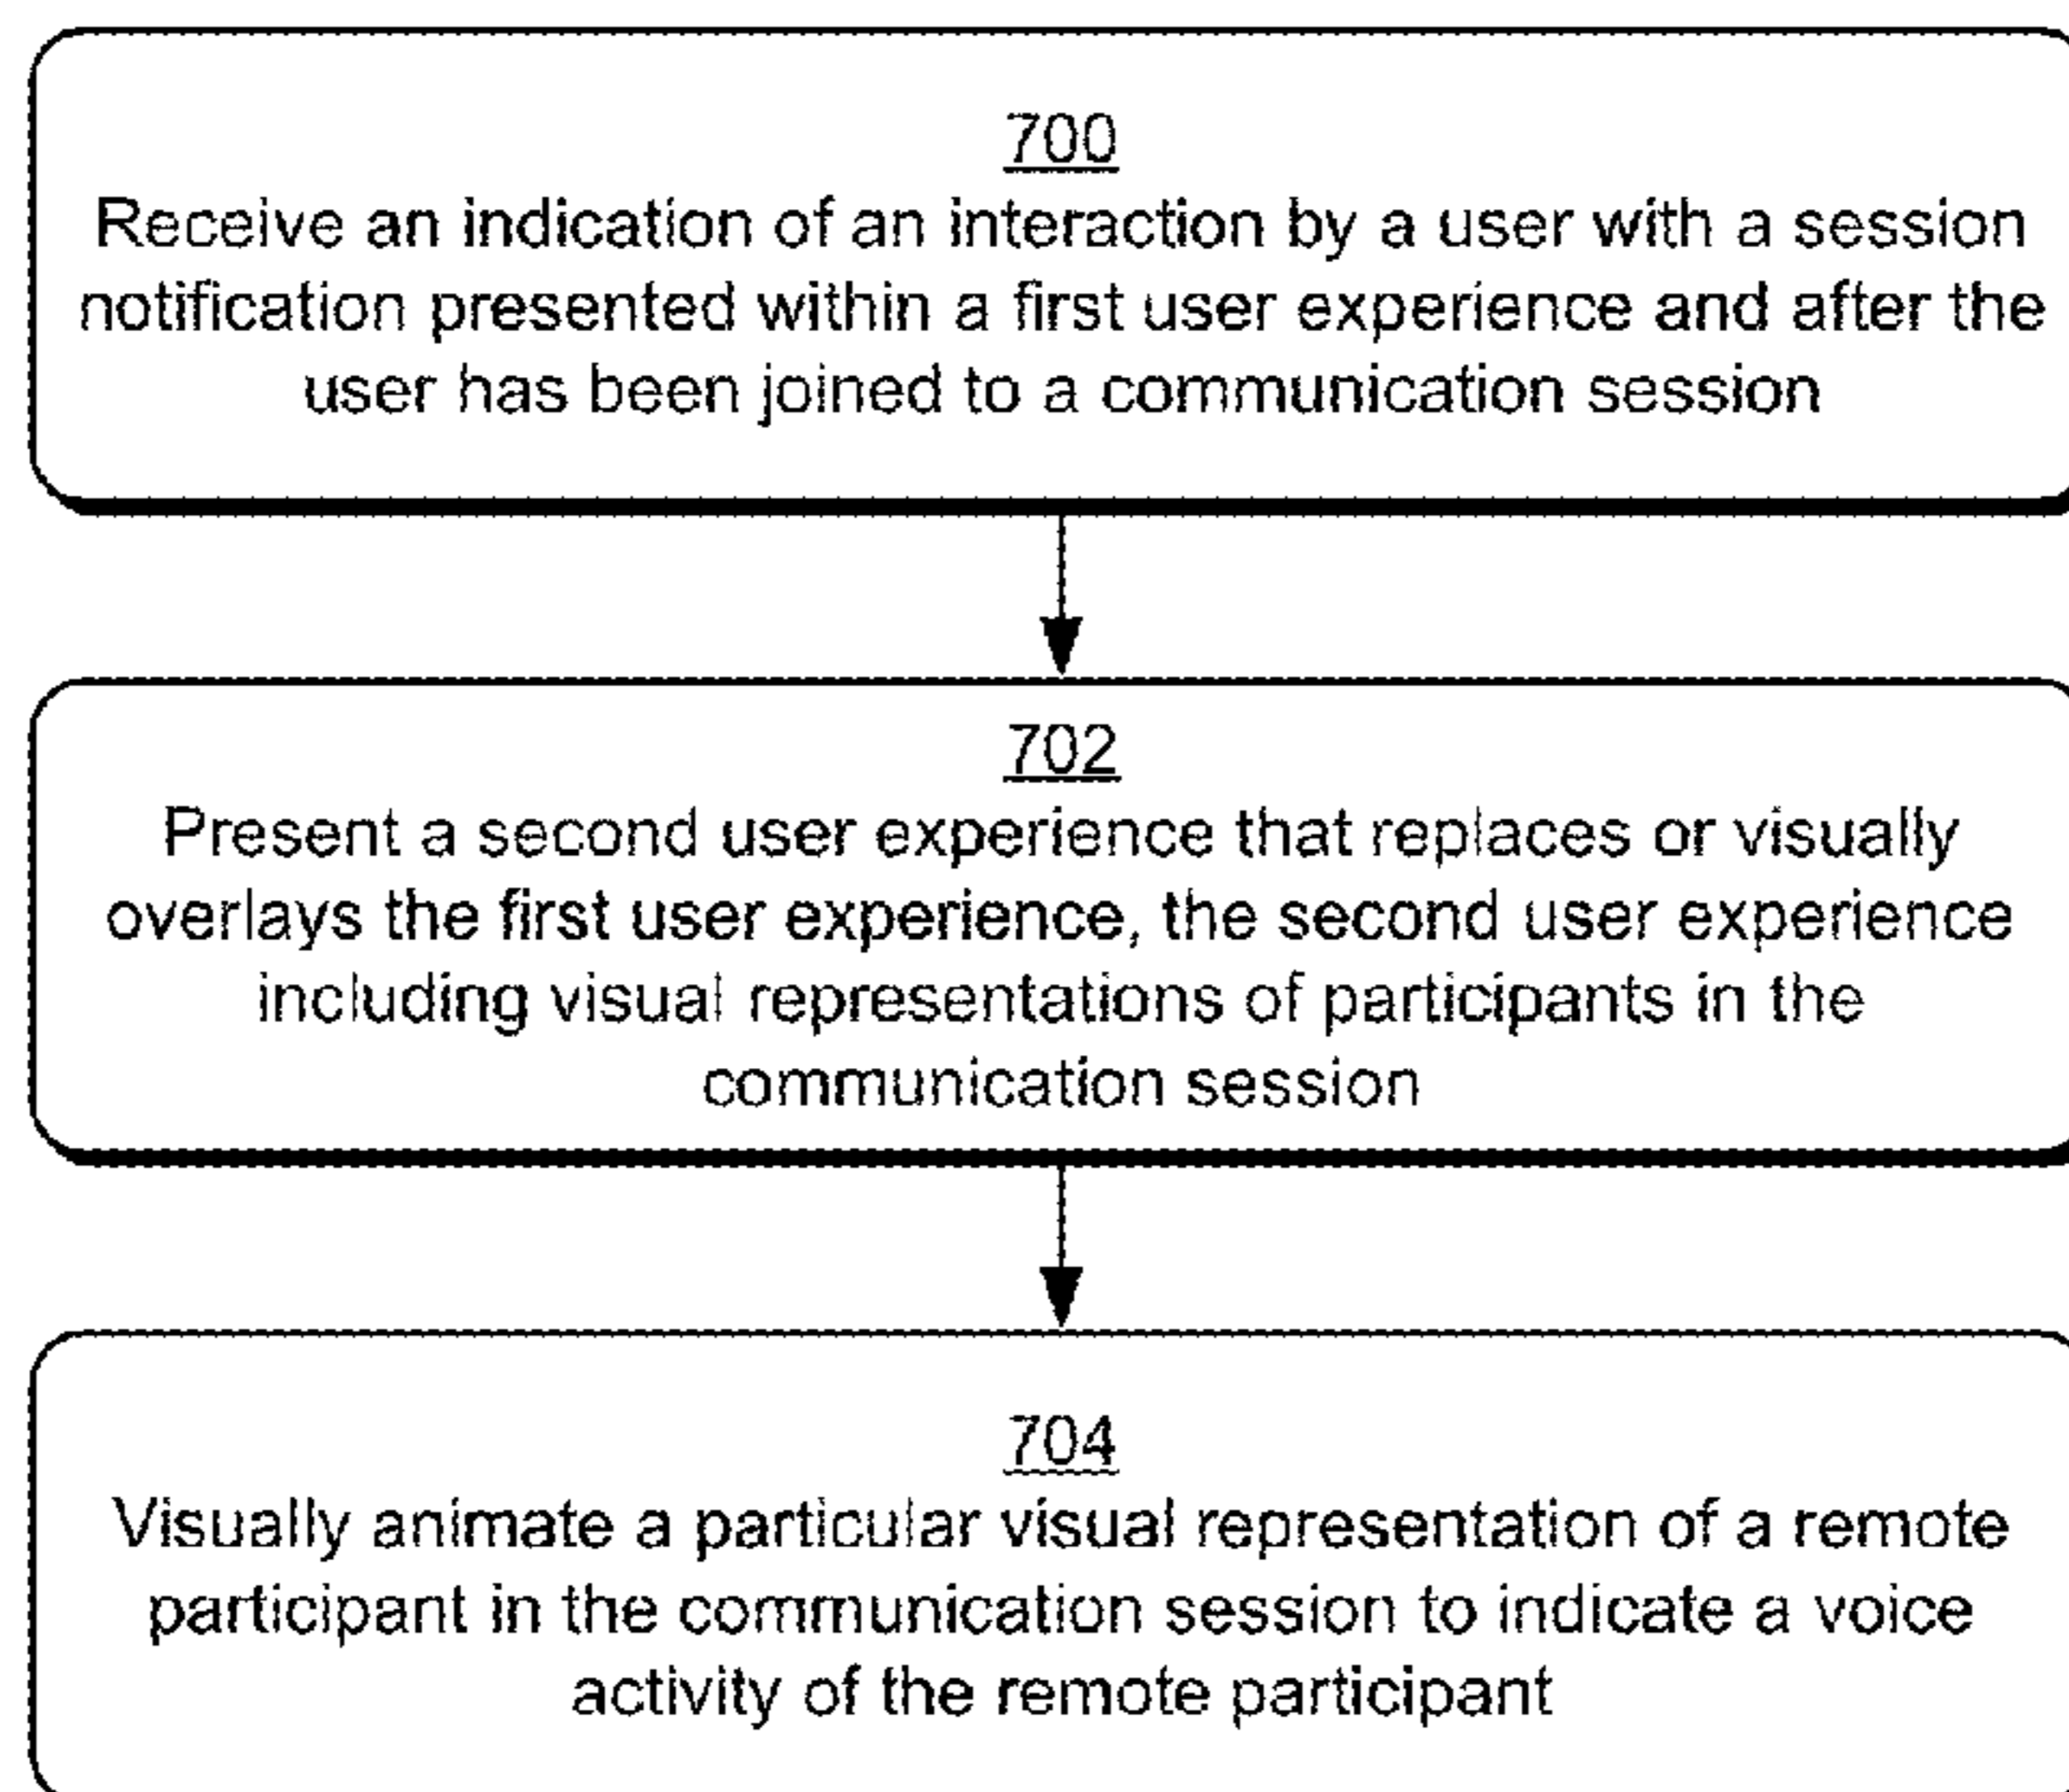 700
Receive an indication of an interaction by a user with a session
notification presented within a first user experience and after the
user has been joined to a communication session
702
Present a second user experience that replaces or visually
overlays the first user experience, the second user experience
including visual representations of participants in the
communication session
704
Visually animate a particular visual representation of a remote
participant in the communication session to indicate a voice
activity of the remote participant